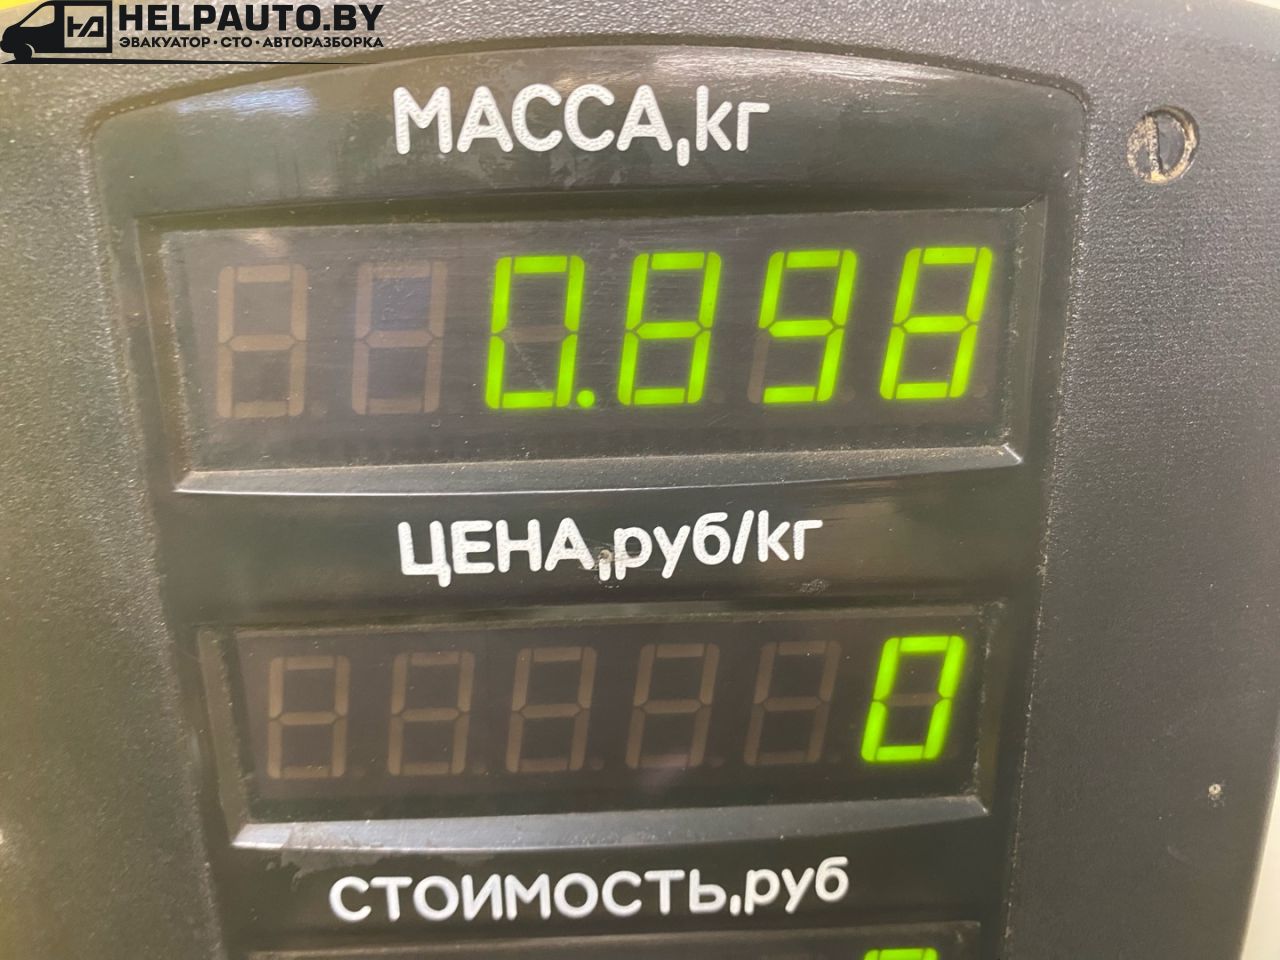 HELPAUTO.BY
ЭВАКУАТОР • СТО • АВТОРАЗБОРКА
МАССА,кг
0.898
ЦЕНА,руб/кг
0
СТОИМОСТЬ,руб